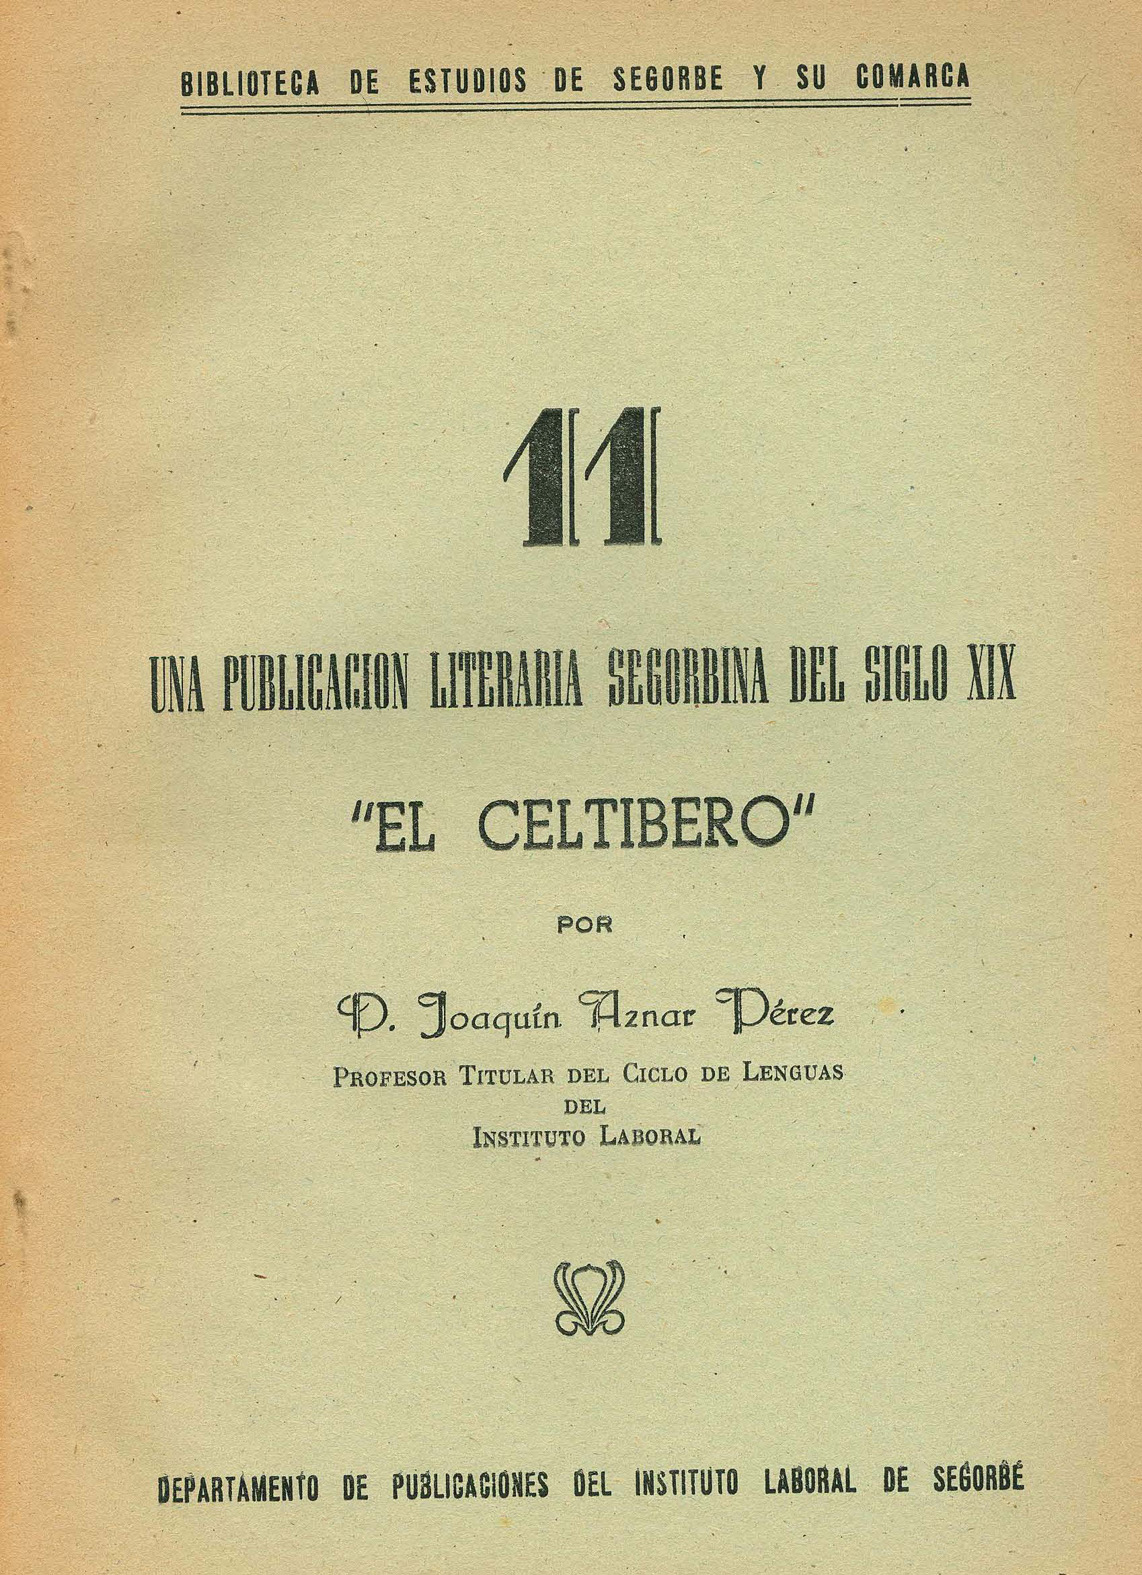 BIBLIOTECA DE ESTUDIOS DE SEGORBE Y SU COMARCA
11
UNA PUBLICACION LITERARIA SEGORBINA DEL SIGLO XIX
"EL CELTIBERO"
POR
D. Joaquín Aznar Pérez
PROFESOR TITULAR DEL CICLO DE LENGUAS
DEL
INSTITUTO LABORAL
DEPARTAMENTO DE PUBLICACIONES DEL INSTITUTO LABORAL DE SEGORBE